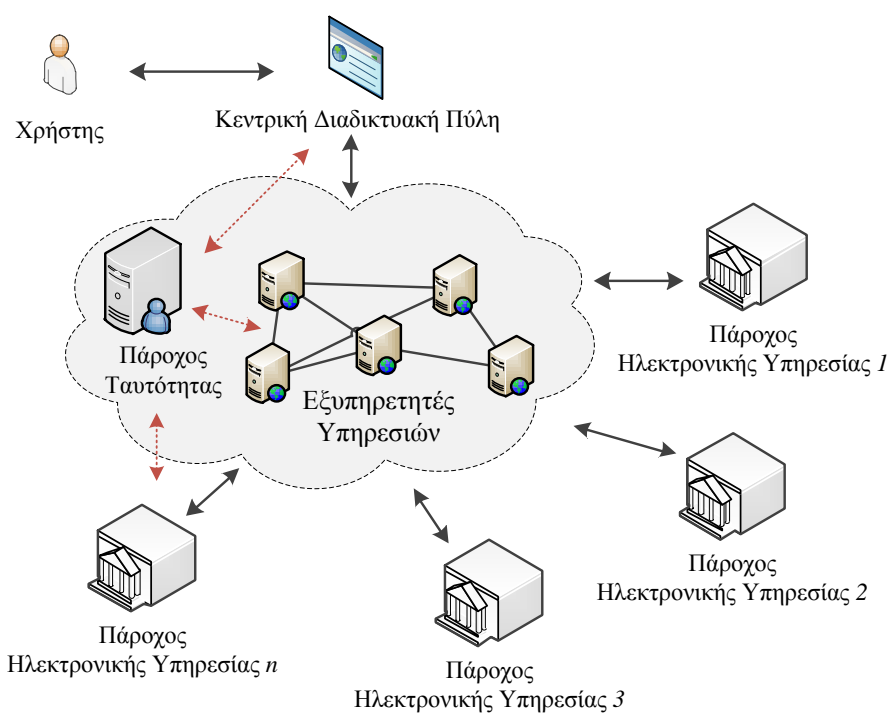 Χρήστης
Κεντρική Διαδικτυακή Πύλη
Πάροχος
Ταυτότητας
Εξυπηρετητές
Υπηρεσιών
Πάροχος
Ηλεκτρονικής Υπηρεσίας 1
Πάροχος
Ηλεκτρονικής Υπηρεσίας 2
Πάροχος
Ηλεκτρονικής Υπηρεσίας 3
Πάροχος
Ηλεκτρονικής Υπηρεσίας n